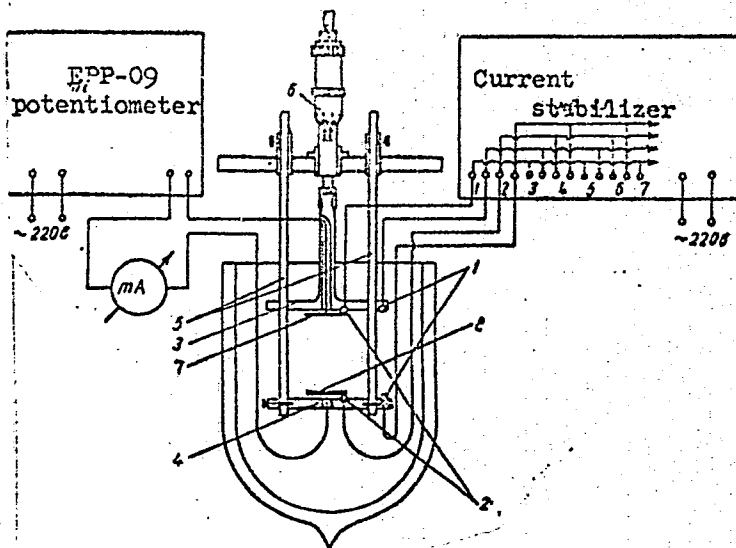 EPP-09
potentiometer
Current
stabilizer
6
1 2 3 4 5 6 7
~220в
~220в
mA
1
5
3
7
8
4
2